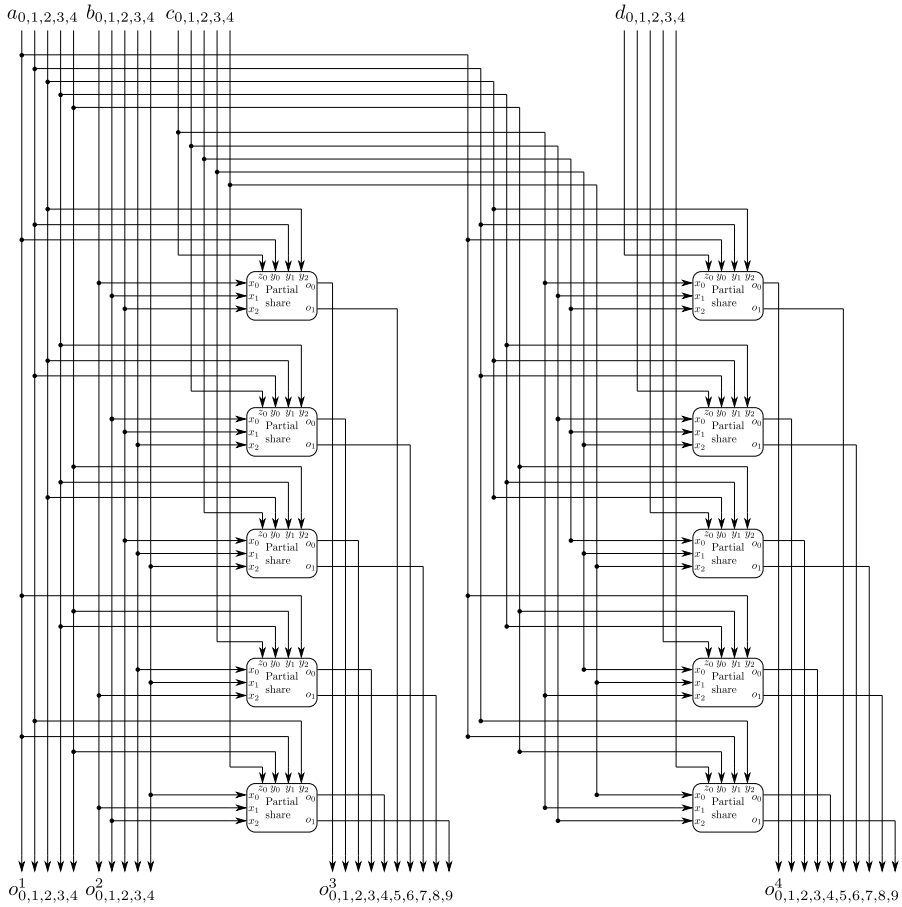 a0,1,2,3,4 b0,1,2,3,4 c0,1,2,3,4 d0,1,2,3,4
z0 y0 y1 y2 z0 y0 y1 y2
x0 Partial o0 x0 Partial o0
x1 share x1 share
x2 o1 x2 o1
z0 y0 y1 y2 z0 y0 y1 y2
x0 Partial o0 x0 Partial o0
x1 share x1 share
x2 o1 x2 o1
z0 y0 y1 y2 z0 y0 y1 y2
x0 Partial o0 x0 Partial o0
x1 share x1 share
x2 o1 x2 o1
z0 y0 y1 y2 z0 y0 y1 y2
x0 Partial o0 x0 Partial o0
x1 share x1 share
x2 o1 x2 o1
z0 y0 y1 y2 z0 y0 y1 y2
x0 Partial o0 x0 Partial o0
x1 share x1 share
x2 o1 x2 o1
o^1_0,1,2,3,4 o^2_0,1,2,3,4 o^3_0,1,2,3,4,5,6,7,8,9 o^4_0,1,2,3,4,5,6,7,8,9